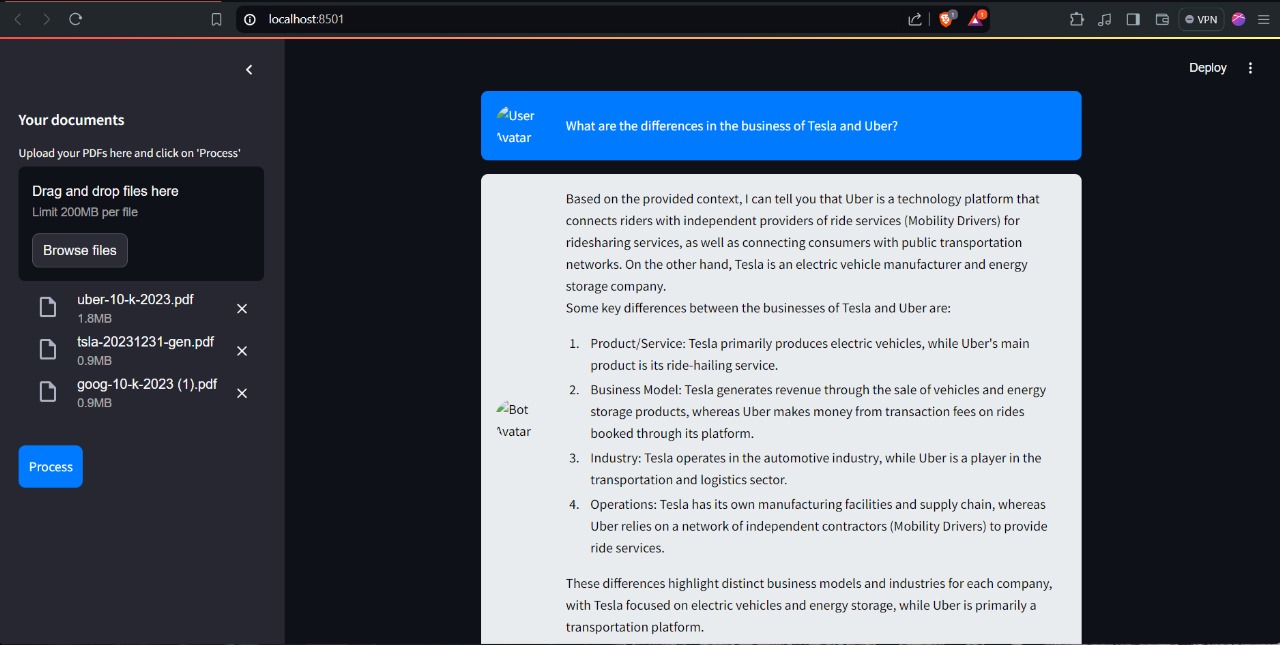 localhost:8501
1
1
VPN
Deploy
Your documents
Upload your PDFs here and click on 'Process'
Drag and drop files here
Limit 200MB per file
Browse files
uber-10-k-2023.pdf
1.8MB
tsla-20231231-gen.pdf
0.9MB
goog-10-k-2023 (1).pdf
0.9MB
Process
User
Avatar
What are the differences in the business of Tesla and Uber?
Bot
Avatar
Based on the provided context, I can tell you that Uber is a technology platform that
connects riders with independent providers of ride services (Mobility Drivers) for
ridesharing services, as well as connecting consumers with public transportation
networks. On the other hand, Tesla is an electric vehicle manufacturer and energy
storage company.
Some key differences between the businesses of Tesla and Uber are:
1. Product/Service: Tesla primarily produces electric vehicles, while Uber's main
product is its ride-hailing service.
2. Business Model: Tesla generates revenue through the sale of vehicles and energy
storage products, whereas Uber makes money from transaction fees on rides
booked through its platform.
3. Industry: Tesla operates in the automotive industry, while Uber is a player in the
transportation and logistics sector.
4. Operations: Tesla has its own manufacturing facilities and supply chain, whereas
Uber relies on a network of independent contractors (Mobility Drivers) to provide
ride services.
These differences highlight distinct business models and industries for each company,
with Tesla focused on electric vehicles and energy storage, while Uber is primarily a
transportation platform.